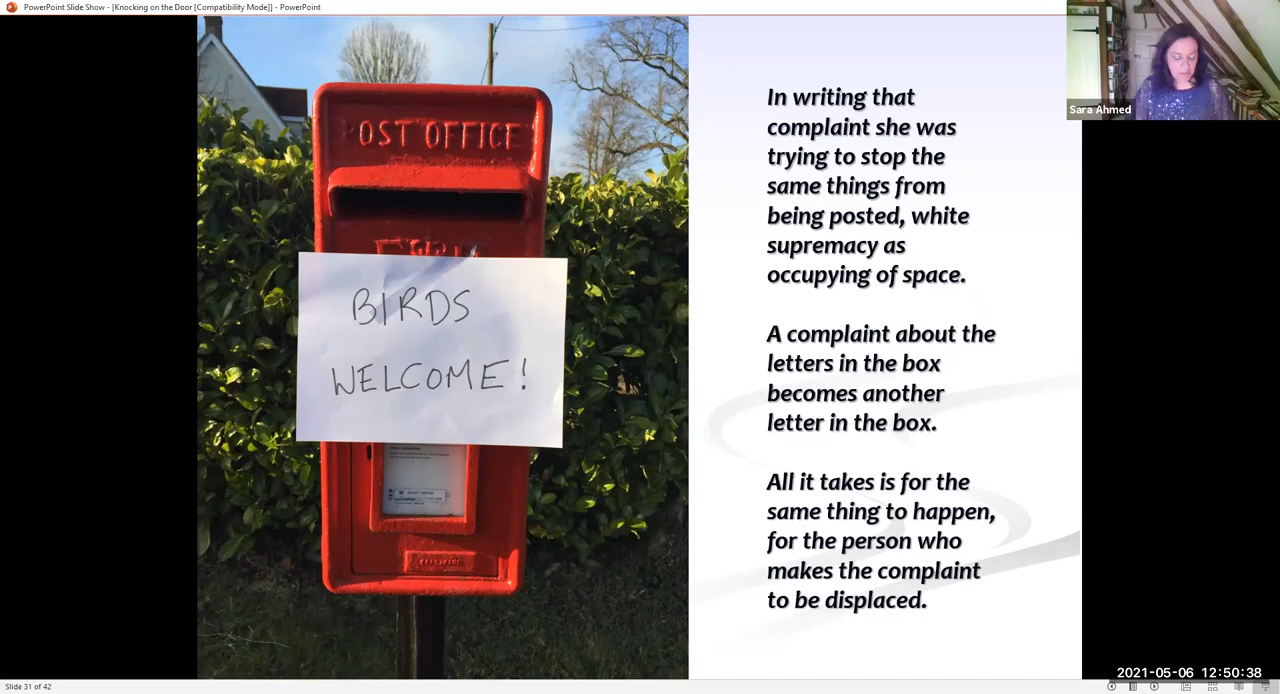 PowerPoint Slide Show - [Knocking on the Door [Compatibility Mode]] - PowerPoint
POST OFFICE
BIRDS
WELCOME!
In writing that
complaint she was
trying to stop the
same things from
being posted, white
supremacy as
occupying of space.
A complaint about the
letters in the box
becomes another
letter in the box.
All it takes is for the
same thing to happen,
for the person who
makes the complaint
to be displaced.
Sara Ahmed
2021-05-06 12:50:38
Slide 31 of 42